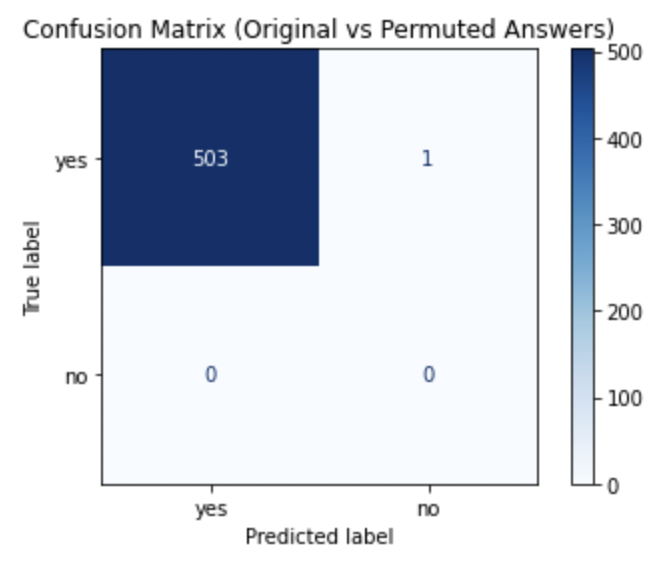 Confusion Matrix (Original vs Permuted Answers)
yes
503
1
no
0
0
yes
no
Predicted label
True label
500
400
300
200
100
0